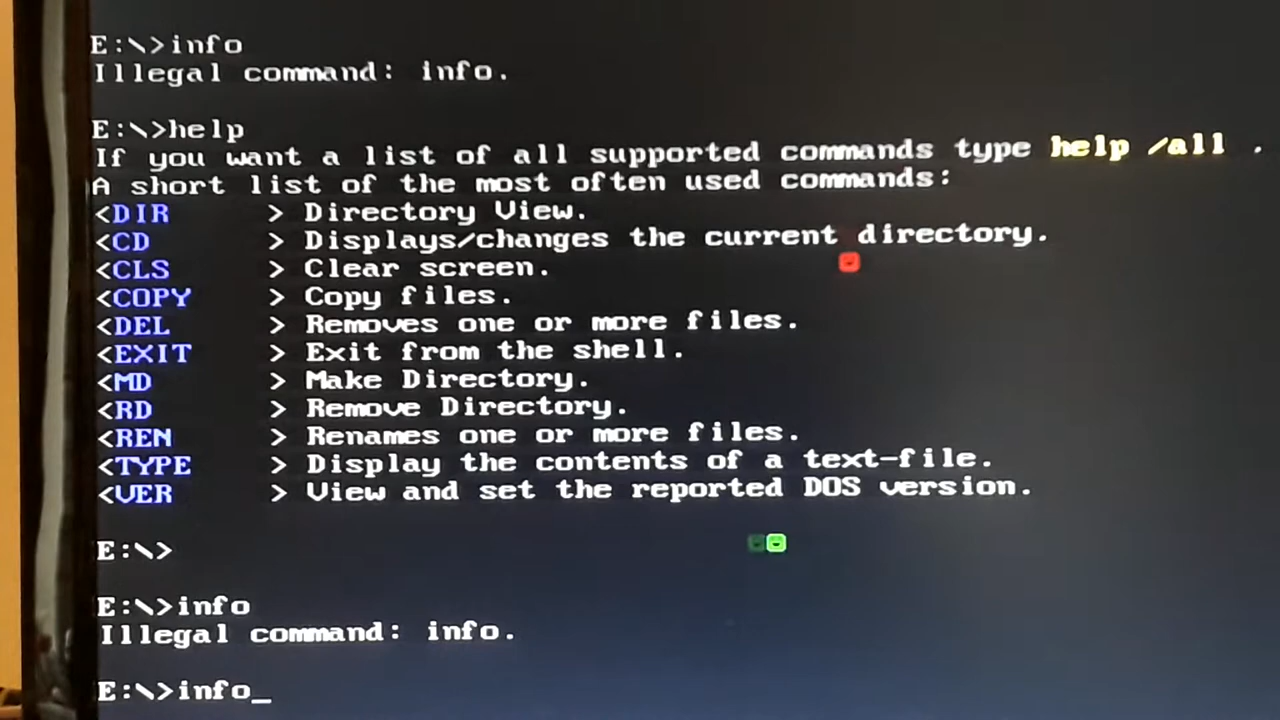 E:\>info
Illegal command: info.
E:\>help
If you want a list of all supported commands type help /all .
A short list of the most often used commands:
<DIR > Directory View.
<CD > Displays/changes the current directory.
<CLS > Clear screen.
<COPY > Copy files.
<DEL > Removes one or more files.
<EXIT > Exit from the shell.
<MD > Make Directory.
<RD > Remove Directory.
<REN > Renames one or more files.
<TYPE > Display the contents of a text-file.
<VER > View and set the reported DOS version.
E:\>
E:\>info
Illegal command: info.
E:\>info_